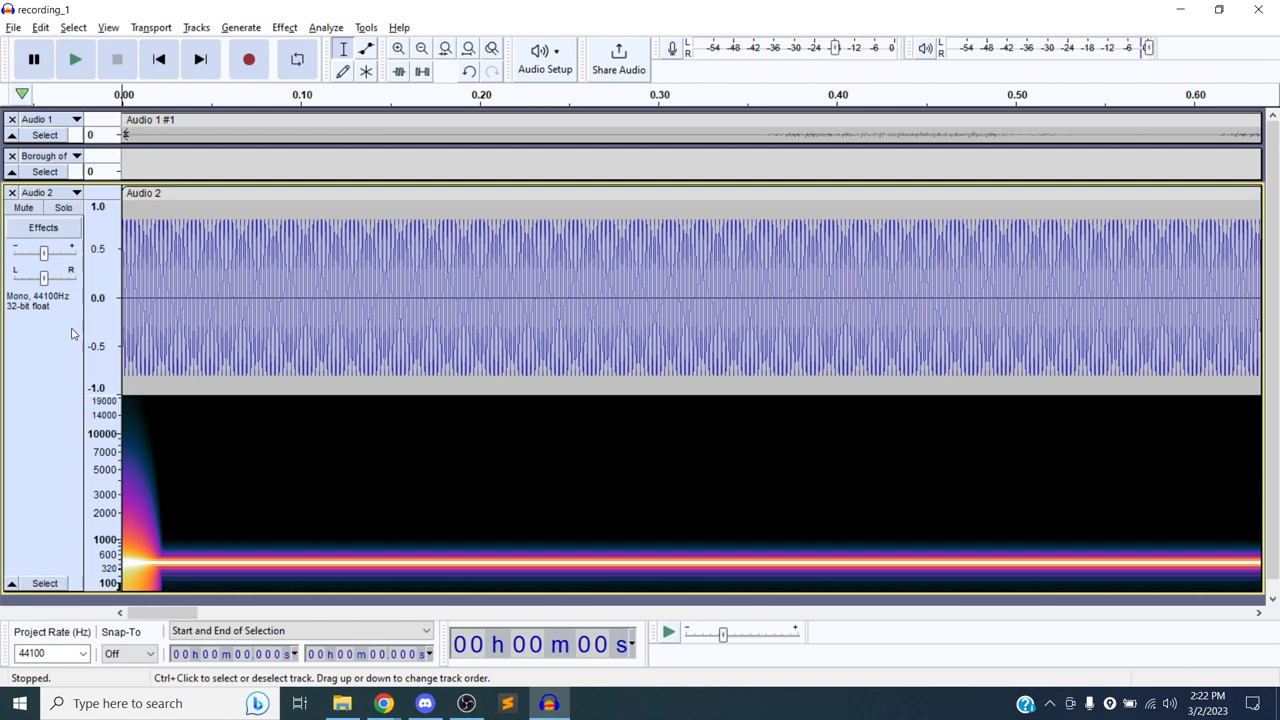 recording_1
File Edit Select View Transport Tracks Generate Effect Analyze Tools Help
L R -54 -48 -42 -36 -30 -24 -12 -6 0
L R -54 -48 -42 -36 -30 -24 -18 -12 -6
Audio Setup
Share Audio
0.00 0.10 0.20 0.30 0.40 0.50 0.60
Audio 1
Audio 1 #1
Select 0
Borough of
Select 0
Audio 2
Audio 2
Mute Solo
Effects
- +
L R
Mono, 44100Hz
32-bit float
1.0
0.5
0.0
-0.5
-1.0
19000
14000
10000
7000
5000
3000
2000
1000
600
320
100
Select
Project Rate (Hz) Snap-To Start and End of Selection
44100 Off 00 h 00 m 00.000 s 00 h 00 m 00.000 s
00 h 00 m 00 s
- +
Stopped. Ctrl+Click to select or deselect track. Drag up or down to change track order.
Type here to search
2:22 PM
3/2/2023